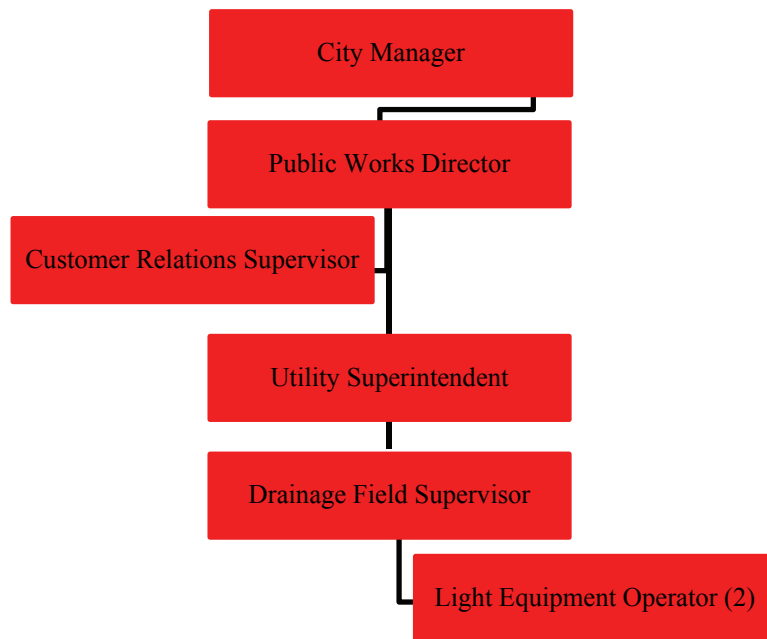 City Manager
Public Works Director
Customer Relations Supervisor
Utility Superintendent
Drainage Field Supervisor
Light Equipment Operator (2)